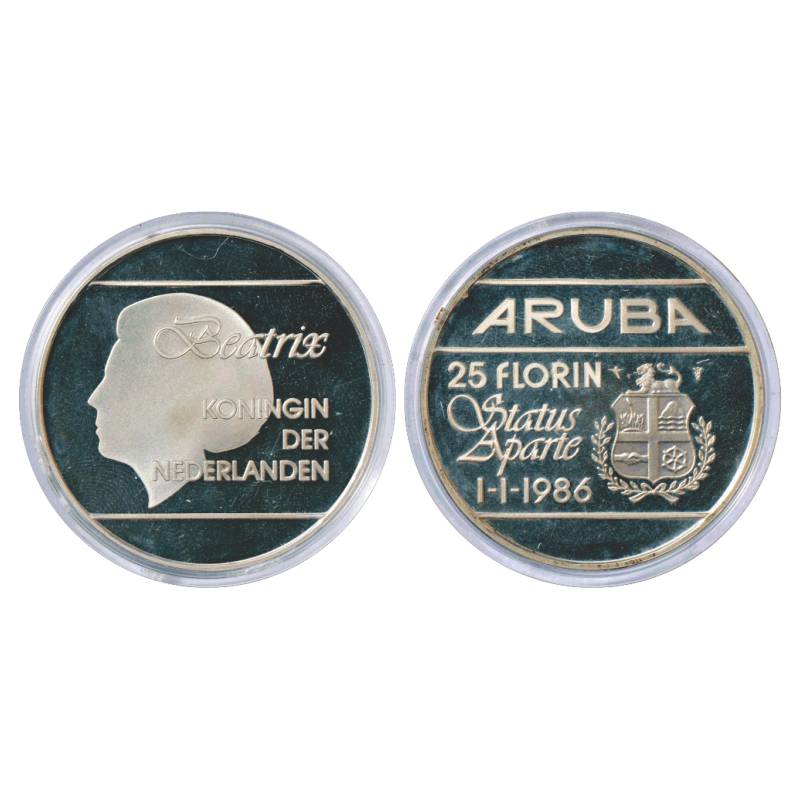 Beatrix
KONINGIN
DER
NEDERLANDEN
ARUBA
25 FLORIN
Status
Aparte
1-1-1986